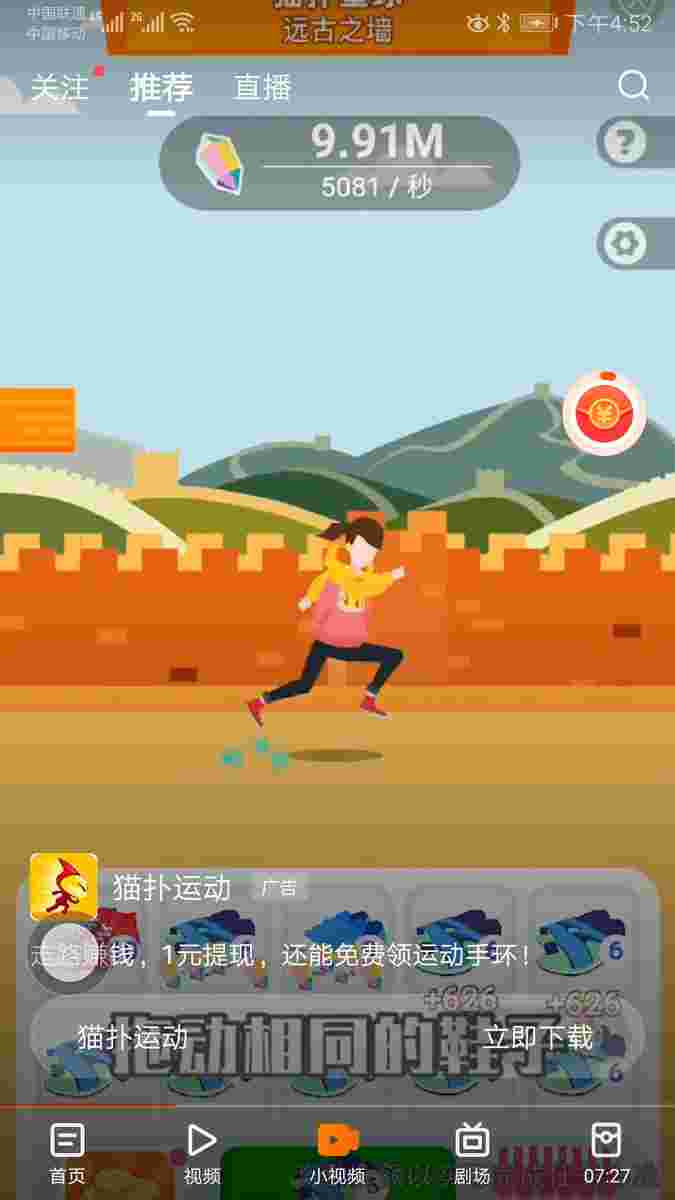 中国联通 4G 2G 下午4:52
中国移动
远古之墙
关注 推荐 直播
9.91M
5081 / 秒
?
猫扑运动 广告
走路赚钱，1元提现，还能免费领运动手环！
6
+626 +626
猫扑运动 立即下载
拖动相同的鞋子
6
首页 视频 小视频 剧场 07:27